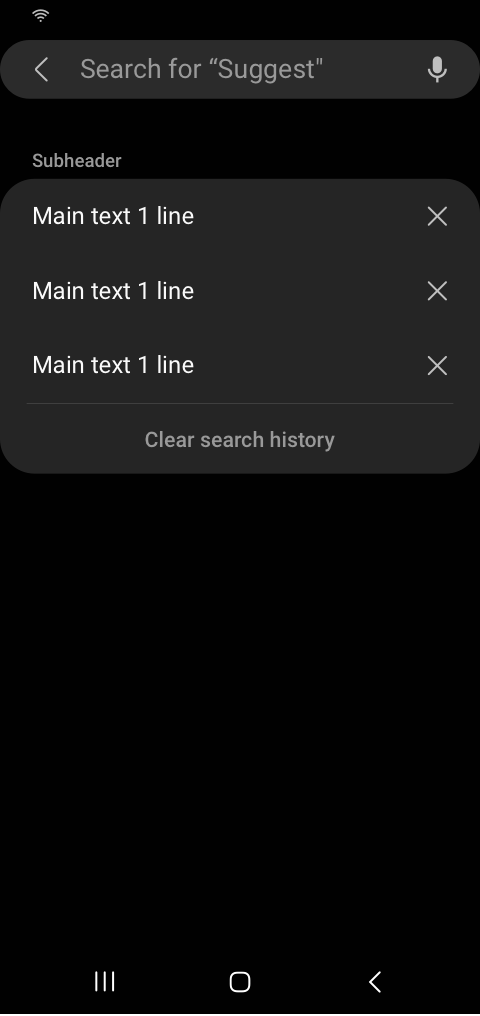 Search for “Suggest"
Subheader
Main text 1 line
Main text 1 line
Main text 1 line
Clear search history